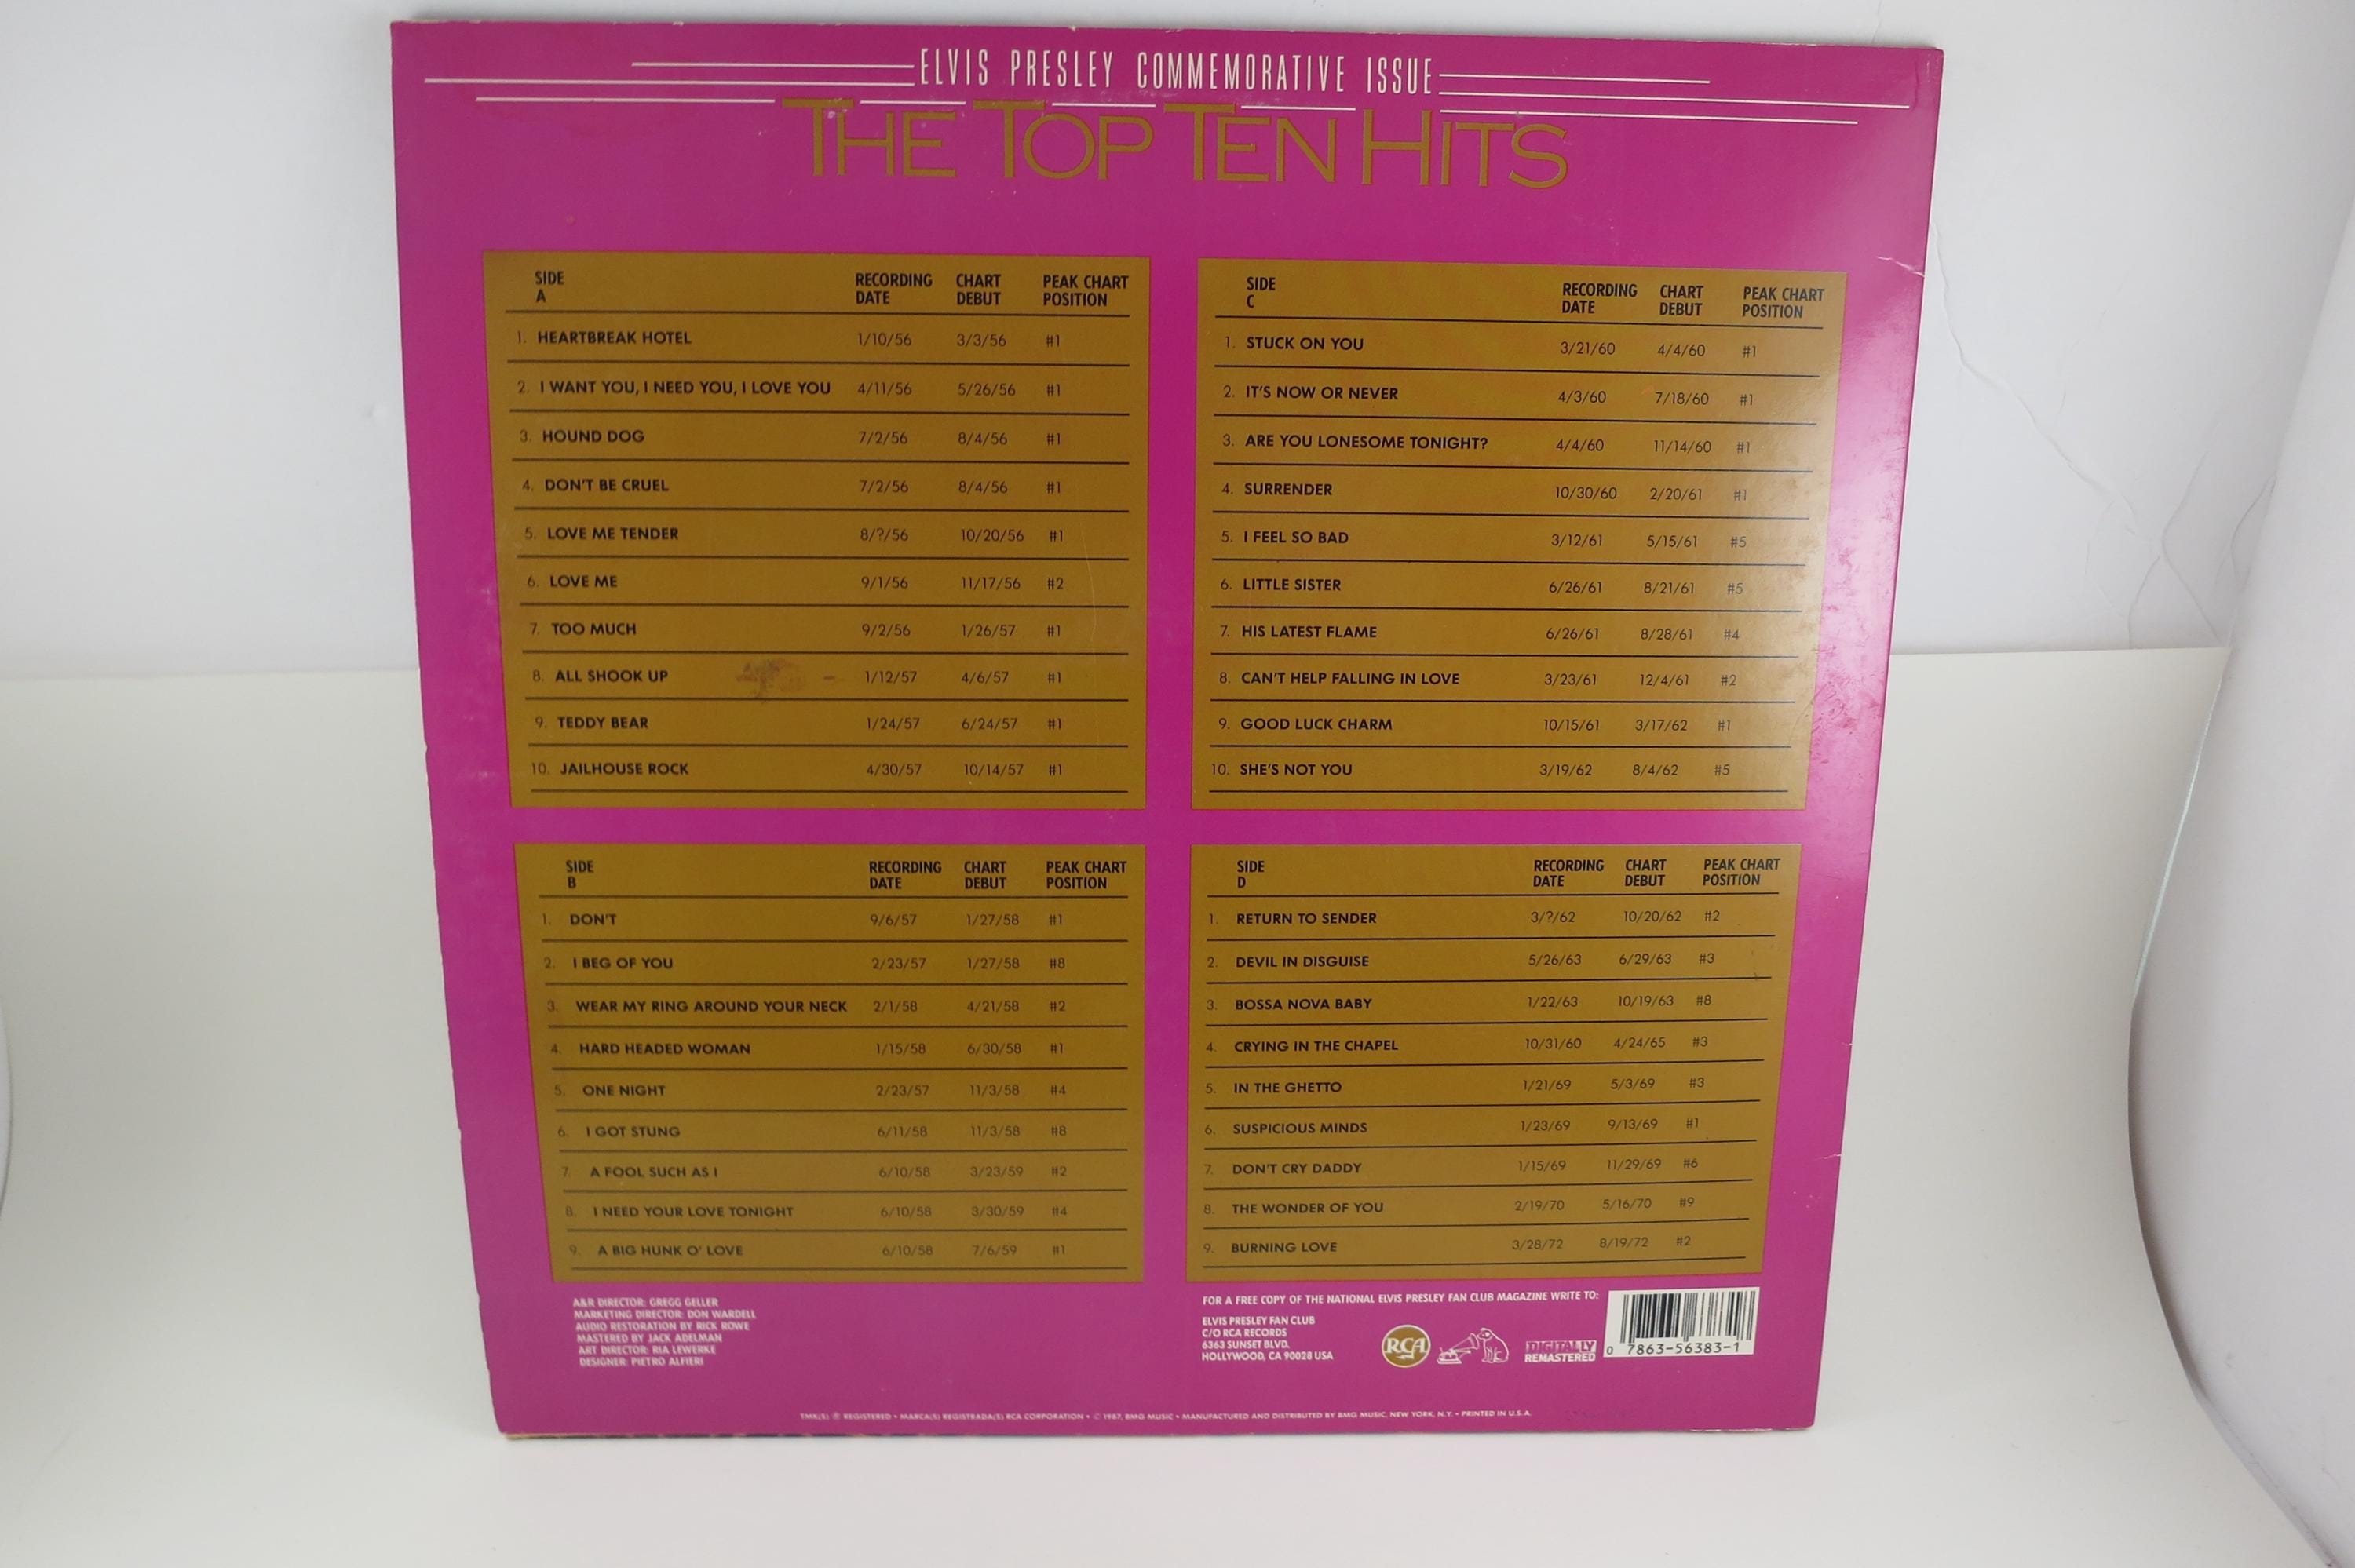 ELVIS PRESLEY COMMEMORATIVE ISSUE
THE TOP TEN HITS
SIDE A RECORDING DATE CHART DEBUT PEAK CHART POSITION
1. HEARTBREAK HOTEL 1/10/56 3/3/56 #1
2. I WANT YOU, I NEED YOU, I LOVE YOU 4/11/56 5/26/56 #1
3. HOUND DOG 7/2/56 8/4/56 #1
4. DON'T BE CRUEL 7/2/56 8/4/56 #1
5. LOVE ME TENDER 8/?/56 10/20/56 #1
6. LOVE ME 9/1/56 11/17/56 #2
7. TOO MUCH 9/2/56 1/26/57 #1
8. ALL SHOOK UP 1/12/57 4/6/57 #1
9. TEDDY BEAR 1/24/57 6/24/57 #1
10. JAILHOUSE ROCK 4/30/57 10/14/57 #1
SIDE B RECORDING DATE CHART DEBUT PEAK CHART POSITION
1. DON'T 9/6/57 1/27/58 #1
2. I BEG OF YOU 2/23/57 1/27/58 #8
3. WEAR MY RING AROUND YOUR NECK 2/1/58 4/21/58 #2
4. HARD HEADED WOMAN 1/15/58 6/30/58 #1
5. ONE NIGHT 2/23/57 11/3/58 #4
6. I GOT STUNG 6/11/58 11/3/58 #8
7. A FOOL SUCH AS I 6/10/58 3/23/59 #2
8. I NEED YOUR LOVE TONIGHT 6/10/58 3/30/59 #4
9. A BIG HUNK O' LOVE 6/10/58 7/6/59 #1
SIDE C RECORDING DATE CHART DEBUT PEAK CHART POSITION
1. STUCK ON YOU 3/21/60 4/4/60 #1
2. IT'S NOW OR NEVER 4/3/60 7/18/60 #1
3. ARE YOU LONESOME TONIGHT? 4/4/60 11/14/60 #1
4. SURRENDER 10/30/60 2/20/61 #1
5. I FEEL SO BAD 3/12/61 5/15/61 #5
6. LITTLE SISTER 6/26/61 8/21/61 #5
7. HIS LATEST FLAME 6/26/61 8/28/61 #4
8. CAN'T HELP FALLING IN LOVE 3/23/61 12/4/61 #2
9. GOOD LUCK CHARM 10/15/61 3/17/62 #1
10. SHE'S NOT YOU 3/19/62 8/4/62 #5
SIDE D RECORDING DATE CHART DEBUT PEAK CHART POSITION
1. RETURN TO SENDER 3/?/62 10/20/62 #2
2. DEVIL IN DISGUISE 5/26/63 6/29/63 #3
3. BOSSA NOVA BABY 1/22/63 10/19/63 #8
4. CRYING IN THE CHAPEL 10/31/60 4/24/65 #3
5. IN THE GHETTO 1/21/69 5/3/69 #3
6. SUSPICIOUS MINDS 1/23/69 9/13/69 #1
7. DON'T CRY DADDY 1/15/69 11/29/69 #6
8. THE WONDER OF YOU 2/19/70 5/16/70 #9
9. BURNING LOVE 3/28/72 8/19/72 #2
A&R DIRECTOR: GREGG GELLER
MARKETING DIRECTOR: DON WARDELL
AUDIO RESTORATION BY RICK ROWE
MASTERED BY JACK ADELMAN
ART DIRECTOR: RIA LEWERKE
DESIGNER: PIETRO ALFIERI
FOR A FREE COPY OF THE NATIONAL ELVIS PRESLEY FAN CLUB MAGAZINE WRITE TO:
ELVIS PRESLEY FAN CLUB
C/O RCA RECORDS
6363 SUNSET BLVD.
HOLLYWOOD, CA 90028 USA
RCA
DIGITALLY
REMASTERED
0 7863-56383-1
TMK(S) ® REGISTERED • MARCA(S) REGISTRADA(S) RCA CORPORATION • © 1987, BMG MUSIC • MANUFACTURED AND DISTRIBUTED BY BMG MUSIC, NEW YORK, N.Y. • PRINTED IN U.S.A.